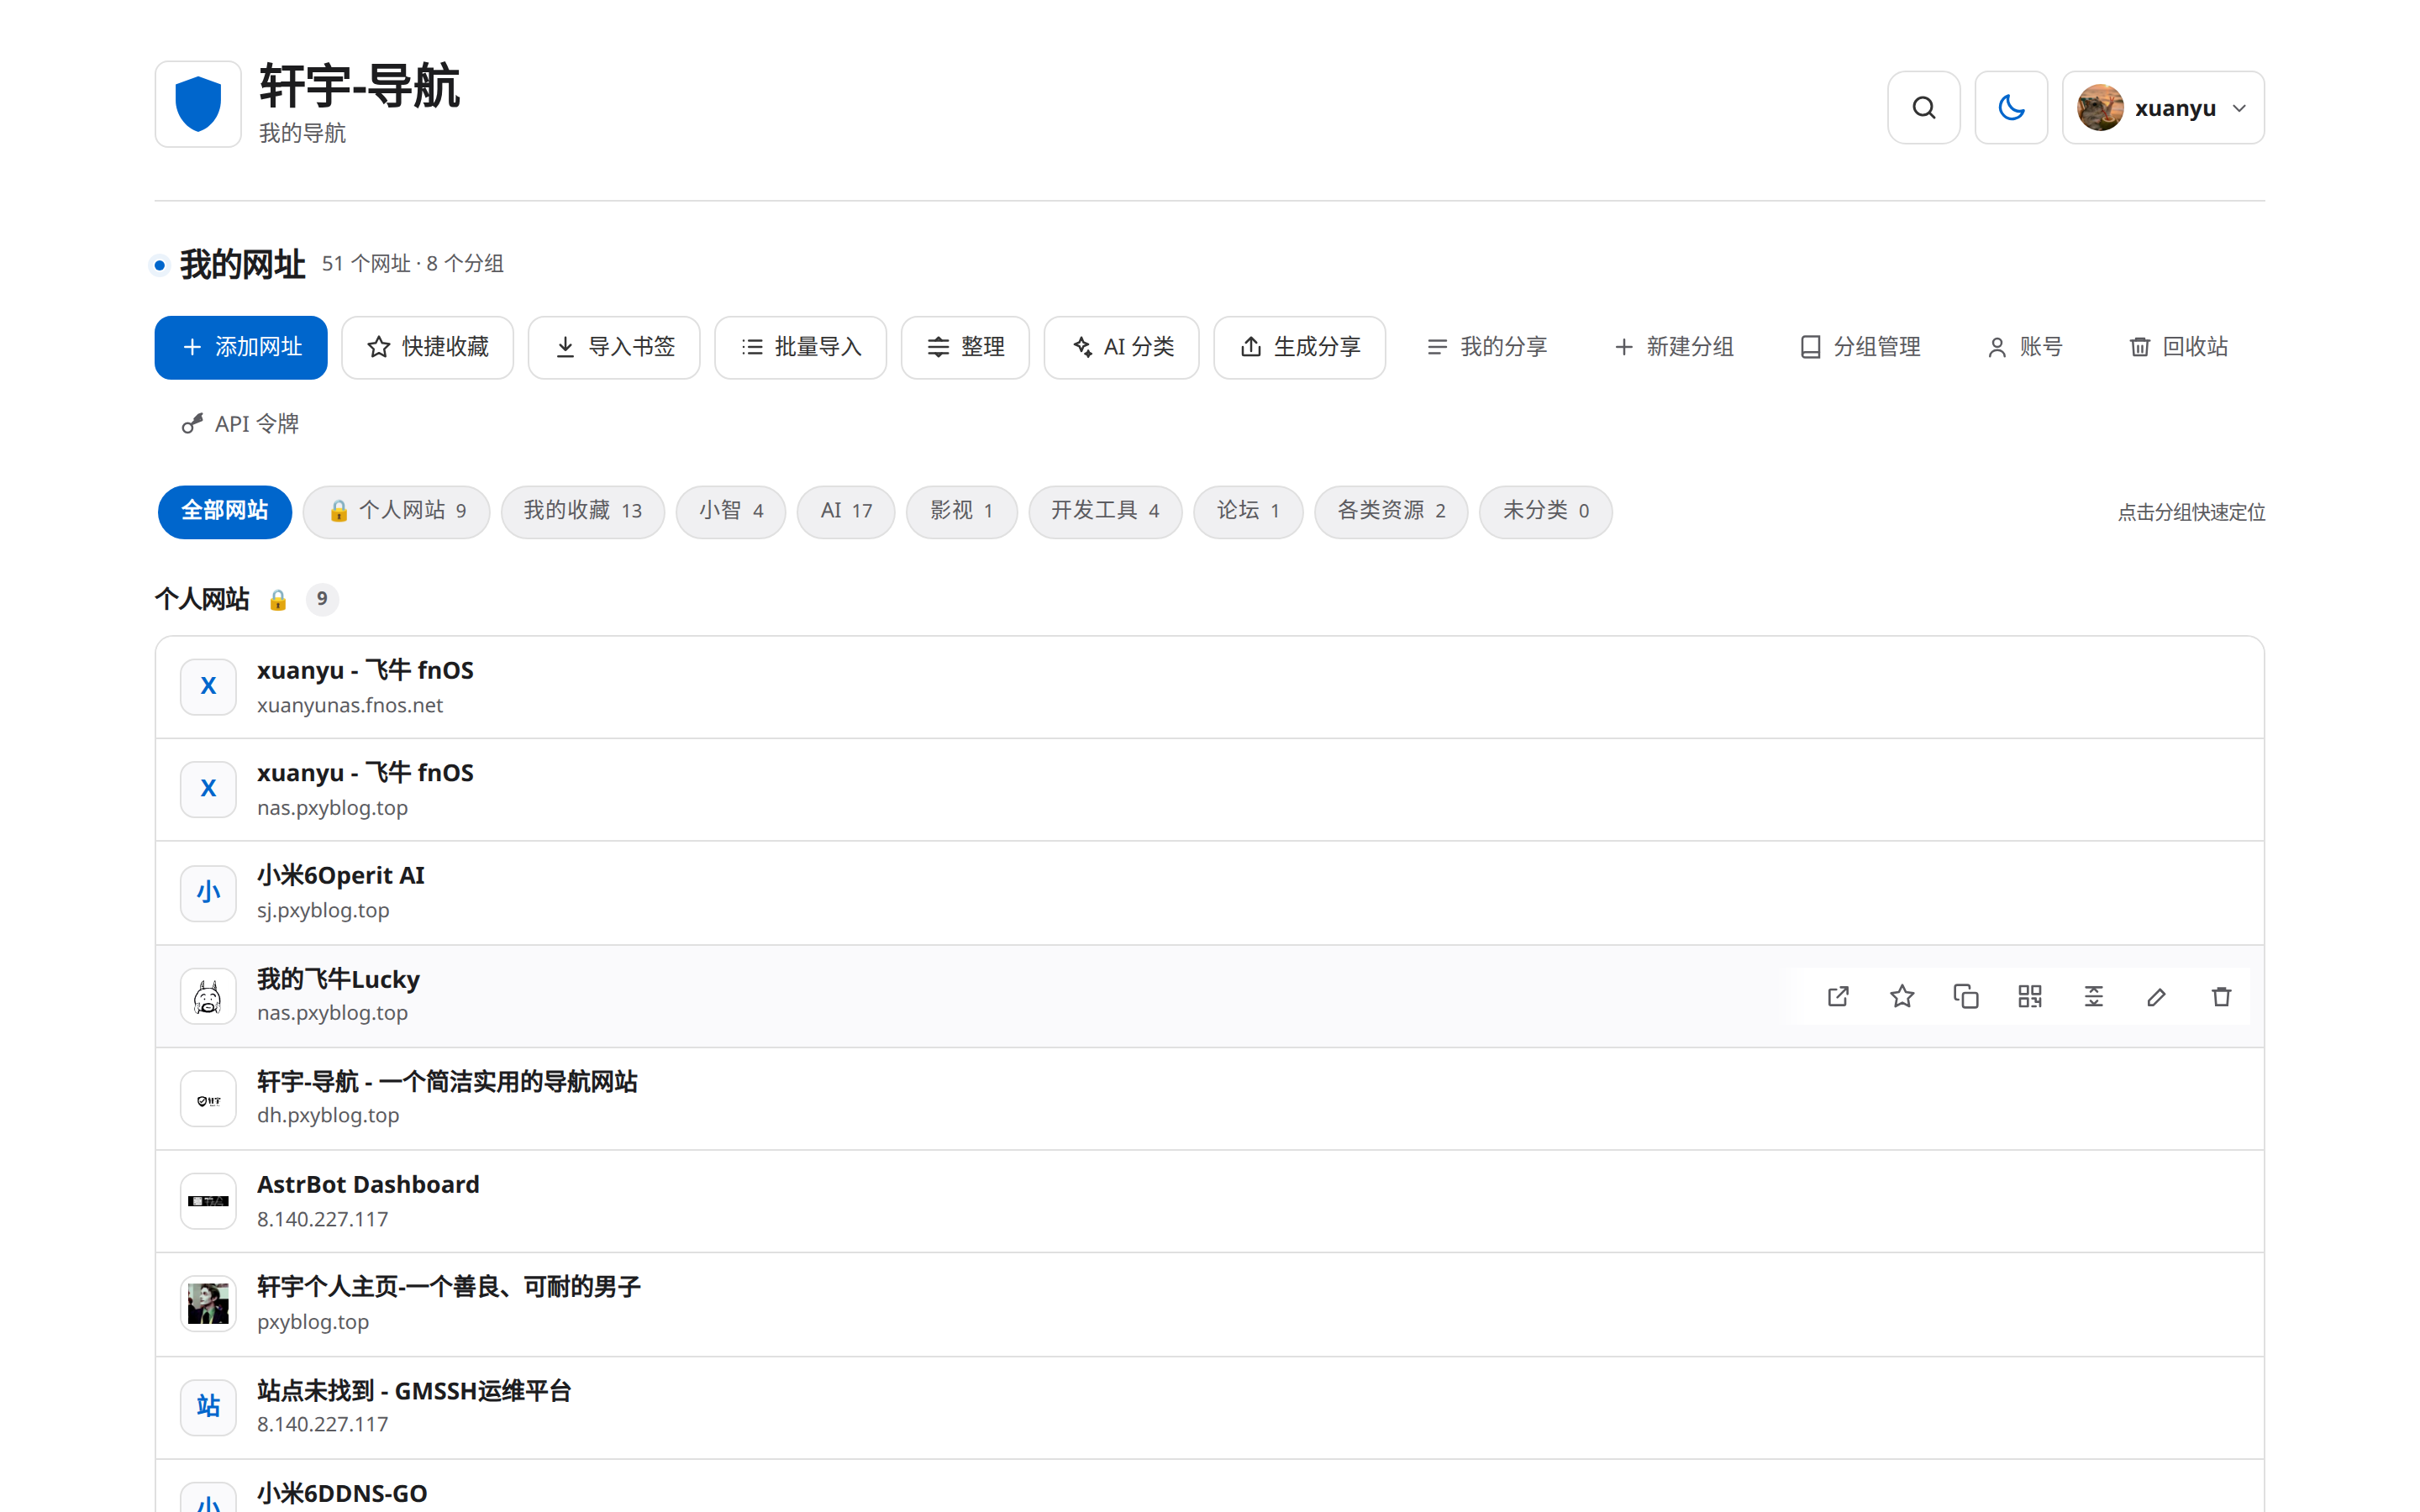 轩宇-导航
我的导航
xuanyu
我的网址 51 个网址 · 8 个分组
添加网址 快捷收藏 导入书签 批量导入 整理 AI 分类 生成分享 我的分享 新建分组 分组管理 账号 回收站
API 令牌
全部网站 🔒 个人网站 9 我的收藏 13 小智 4 AI 17 影视 1 开发工具 4 论坛 1 各类资源 2 未分类 0 点击分组快速定位
个人网站 🔒 9
X
xuanyu - 飞牛 fnOS
xuanyunas.fnos.net
X
xuanyu - 飞牛 fnOS
nas.pxyblog.top
小
小米6Operit AI
sj.pxyblog.top
我的飞牛Lucky
nas.pxyblog.top
轩宇-导航 - 一个简洁实用的导航网站
dh.pxyblog.top
AstrBot Dashboard
8.140.227.117
轩宇个人主页-一个善良、可耐的男子
pxyblog.top
站
站点未找到 - GMSSH运维平台
8.140.227.117
小
小米6DDNS-GO